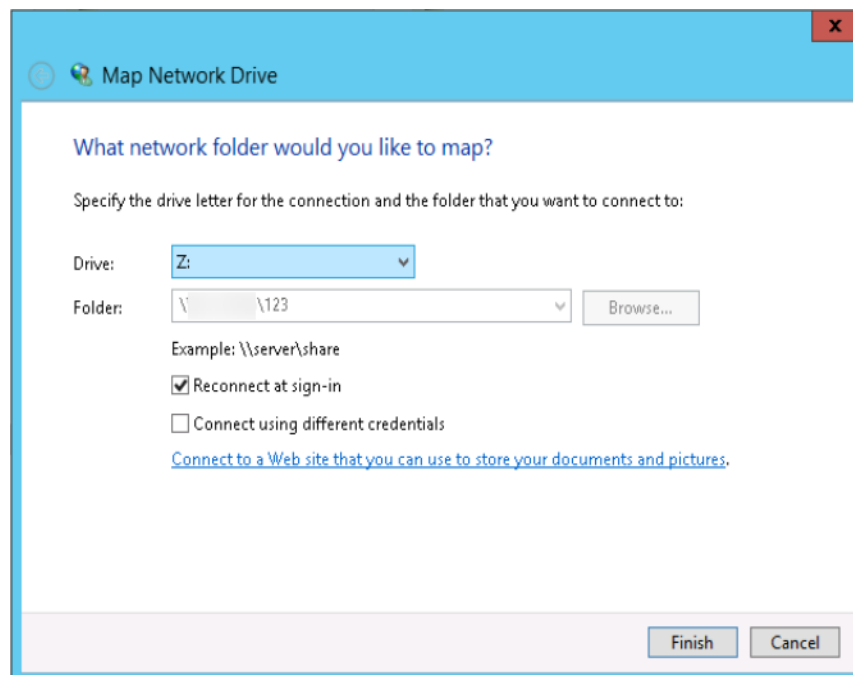 x
Map Network Drive
What network folder would you like to map?
Specify the drive letter for the connection and the folder that you want to connect to:
Drive: Z:
Folder: \ \123 Browse...
Example: \\server\share
Reconnect at sign-in
Connect using different credentials
Connect to a Web site that you can use to store your documents and pictures.
Finish Cancel